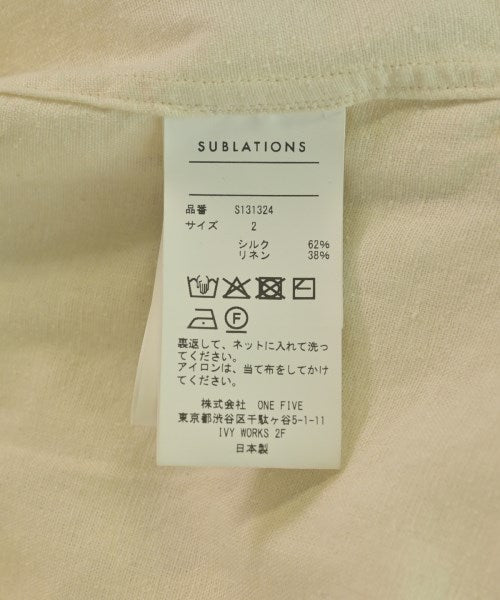 SUBLATIONS
品番 S131324
サイズ 2
シルク 62%
リネン 38%
F
裏返して、ネットに入れて洗っ
てください。
アイロンは、当て布をしてかけ
てください。
株式会社 ONE FIVE
東京都渋谷区千駄ヶ谷5-1-11
IVY WORKS 2F
日本製